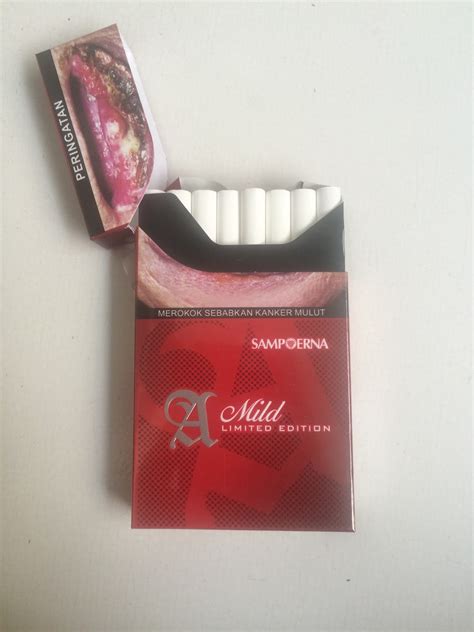 PERINGATAN
MEROKOK SEBABKAN KANKER MULUT
SAMPOERNA
A Mild
LIMITED EDITION